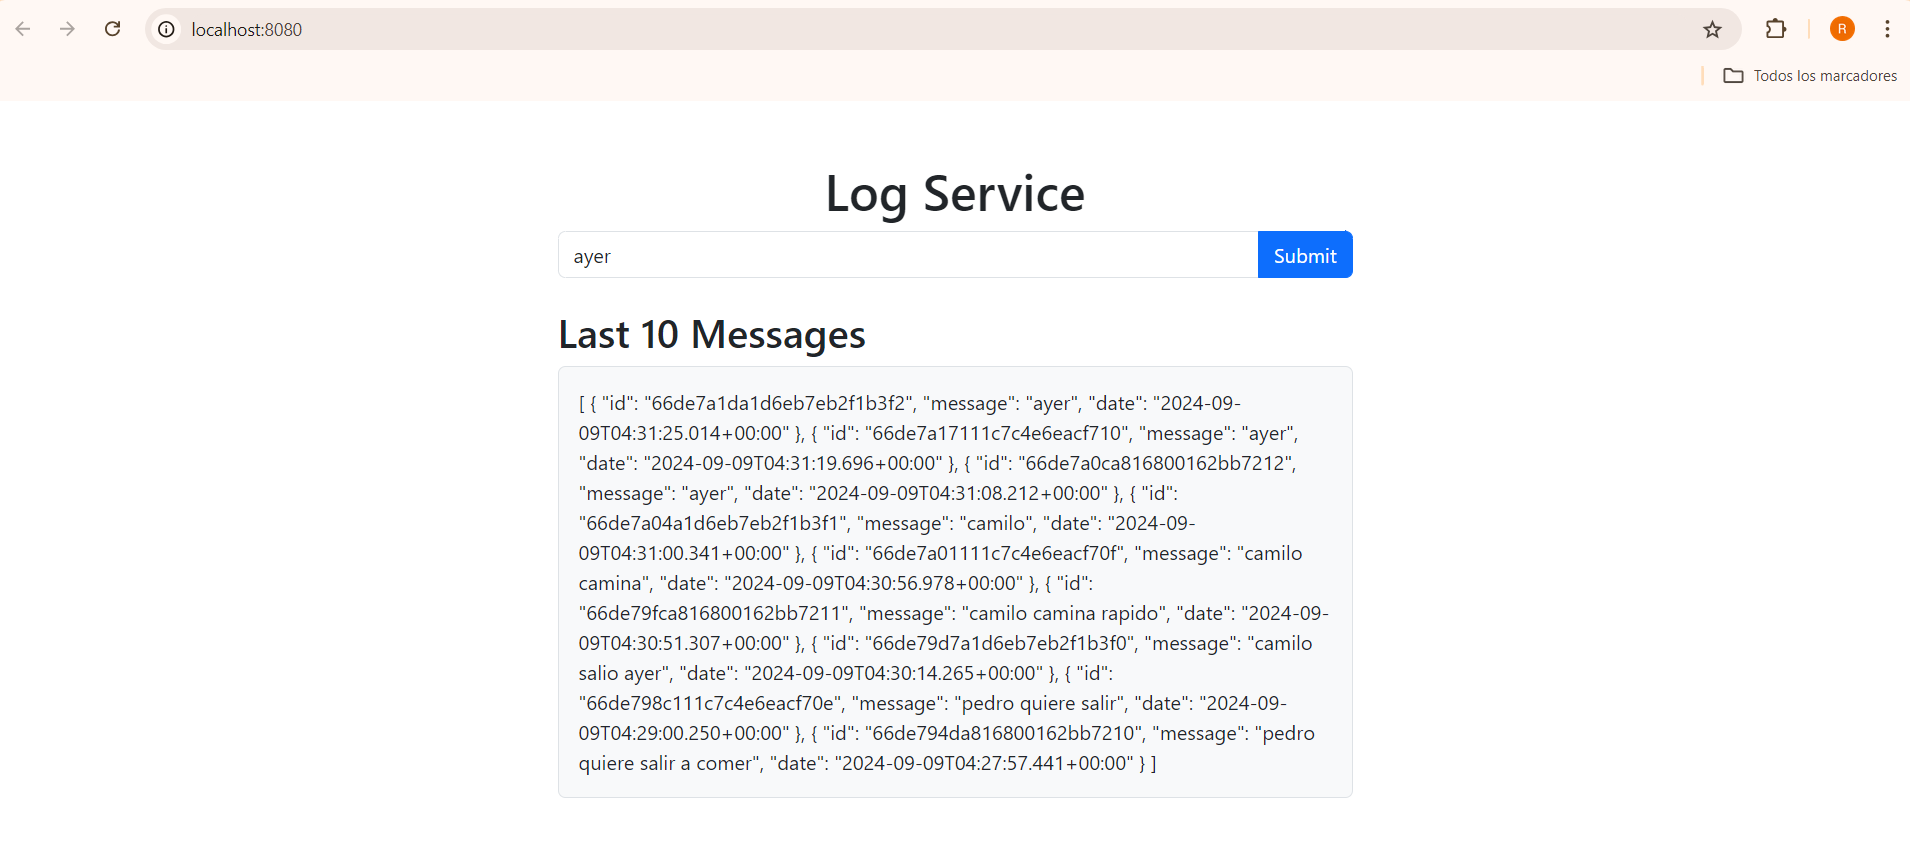 localhost:8080
R
Todos los marcadores
Log Service
ayer
Submit
Last 10 Messages
[ { "id": "66de7a1da1d6eb7eb2f1b3f2", "message": "ayer", "date": "2024-09-
09T04:31:25.014+00:00" }, { "id": "66de7a17111c7c4e6eacf710", "message": "ayer",
"date": "2024-09-09T04:31:19.696+00:00" }, { "id": "66de7a0ca816800162bb7212",
"message": "ayer", "date": "2024-09-09T04:31:08.212+00:00" }, { "id":
"66de7a04a1d6eb7eb2f1b3f1", "message": "camilo", "date": "2024-09-
09T04:31:00.341+00:00" }, { "id": "66de7a01111c7c4e6eacf70f", "message": "camilo
camina", "date": "2024-09-09T04:30:56.978+00:00" }, { "id":
"66de79fca816800162bb7211", "message": "camilo camina rapido", "date": "2024-09-
09T04:30:51.307+00:00" }, { "id": "66de79d7a1d6eb7eb2f1b3f0", "message": "camilo
salio ayer", "date": "2024-09-09T04:30:14.265+00:00" }, { "id":
"66de798c111c7c4e6eacf70e", "message": "pedro quiere salir", "date": "2024-09-
09T04:29:00.250+00:00" }, { "id": "66de794da816800162bb7210", "message": "pedro
quiere salir a comer", "date": "2024-09-09T04:27:57.441+00:00" } ]